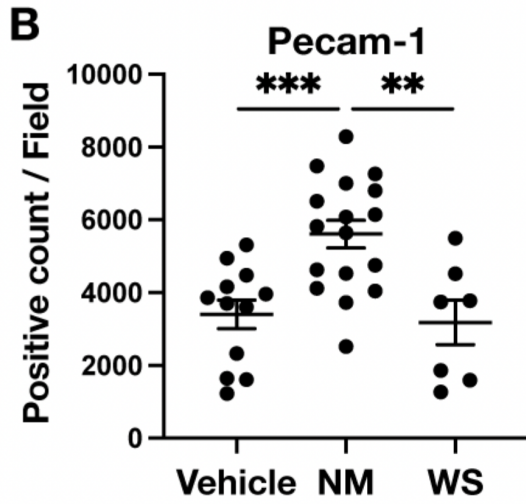 B
Pecam-1
*** **
Positive count / Field
10000
8000
6000
4000
2000
0
Vehicle NM WS